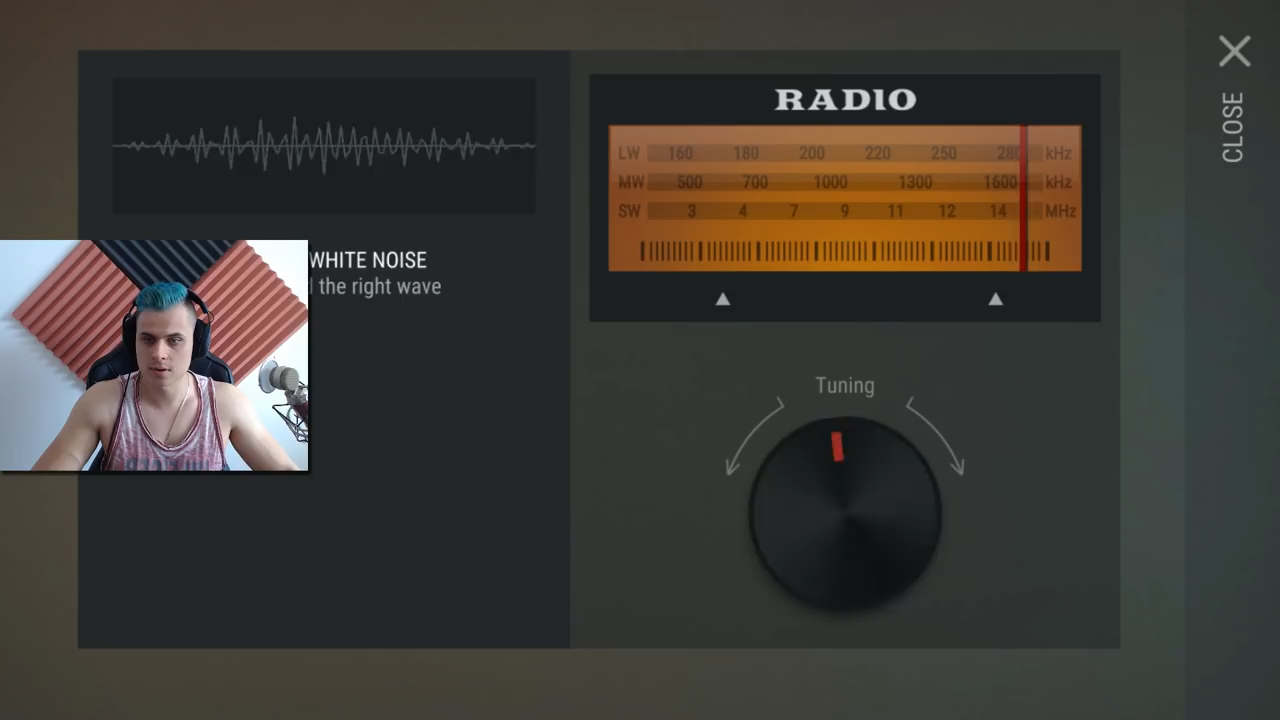 RADIO
LW 160 180 200 220 250 280 kHz
MW 500 700 1000 1300 1600 kHz
SW 3 4 7 9 11 12 14 MHz
WHITE NOISE
the right wave
Tuning
CLOSE